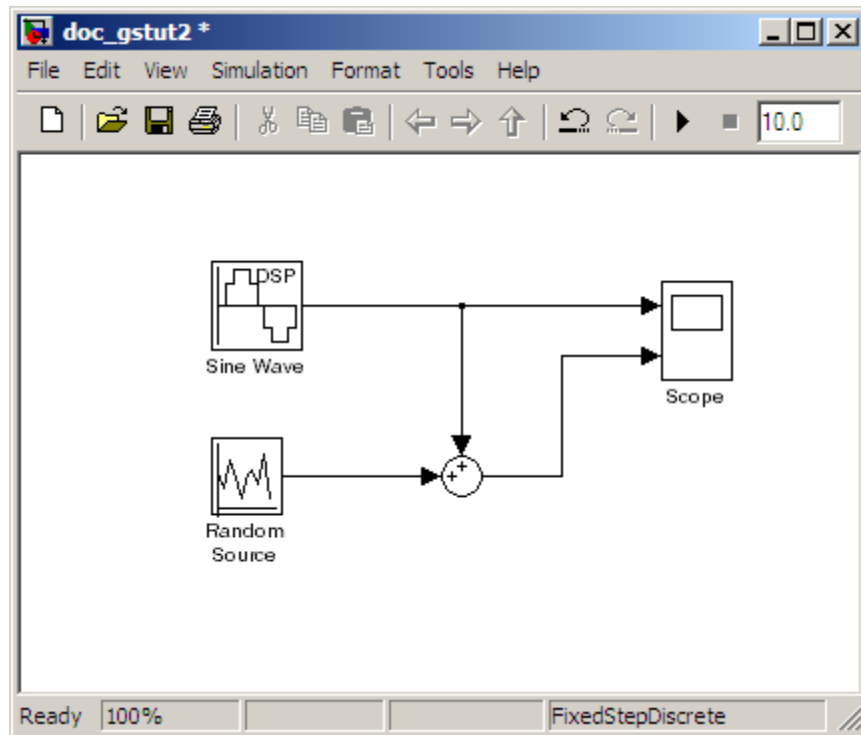 doc_gstut2 *
File Edit View Simulation Format Tools Help
10.0
DSP
Sine Wave
Scope
Random
Source
Ready 100% FixedStepDiscrete